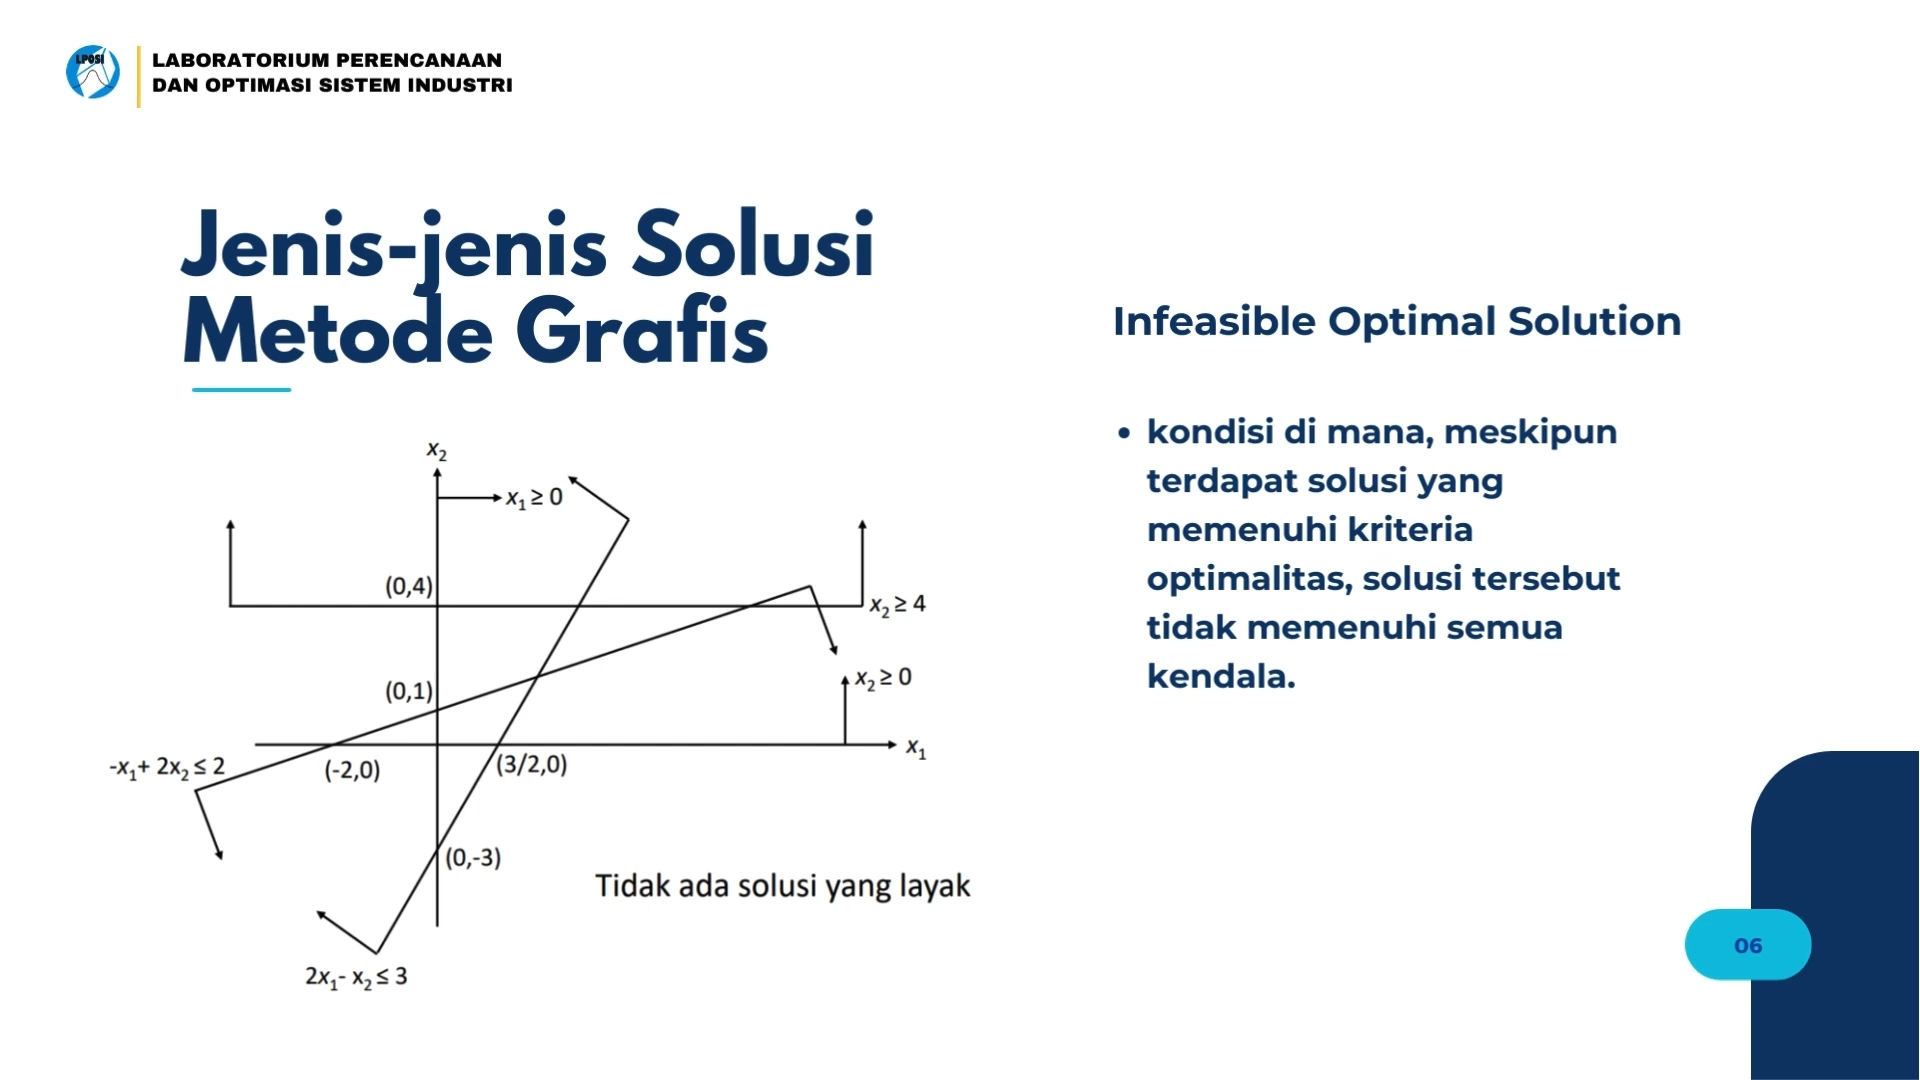 LPOSI
LABORATORIUM PERENCANAAN
DAN OPTIMASI SISTEM INDUSTRI
Jenis-jenis Solusi
Metode Grafis
x₂
x₁ ≥ 0
(0,4)
x₂ ≥ 4
(0,1)
x₂ ≥ 0
x₁
-x₁+ 2x₂ ≤ 2
(-2,0)
(3/2,0)
(0,-3)
Tidak ada solusi yang layak
2x₁- x₂ ≤ 3
Infeasible Optimal Solution
• kondisi di mana, meskipun
terdapat solusi yang
memenuhi kriteria
optimalitas, solusi tersebut
tidak memenuhi semua
kendala.
06